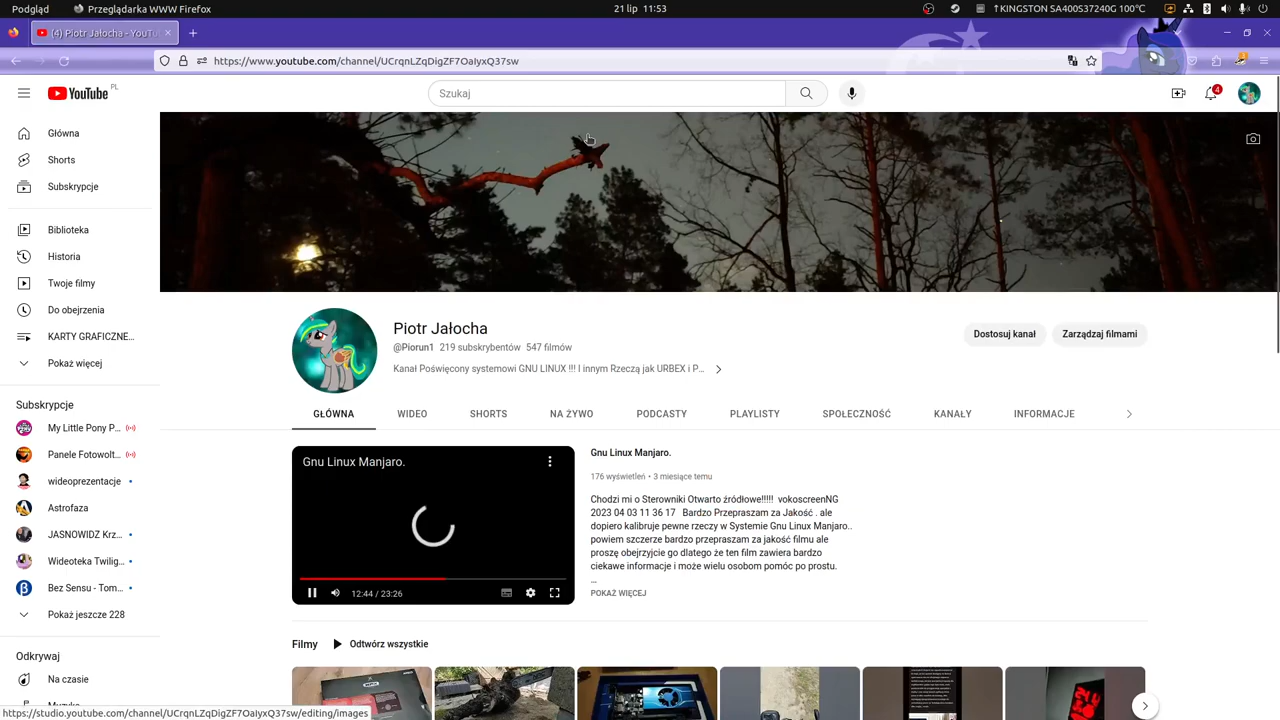 Podgląd
Przeglądarka WWW Firefox
21 lip 11:53
↑KINGSTON SA400S37240G 100°C
(4) Piotr Jałocha - YouTu
https://www.youtube.com/channel/UCrqnLZqDigZF7OaIyxQ37sw
YouTube PL
Szukaj
4
Główna
Shorts
Subskrypcje
Biblioteka
Historia
Twoje filmy
Do obejrzenia
KARTY GRAFICZNE...
Pokaż więcej
Subskrypcje
My Little Pony P...
Panele Fotowolt...
wideoprezentacje
Astrofaza
JASNOWIDZ Krz...
Wideoteka Twilig...
Bez Sensu - Tom...
Pokaż jeszcze 228
Odkrywaj
Na czasie
Piotr Jałocha
@Piorun1 219 subskrybentów 547 filmów
Kanał Poświęcony systemowi GNU LINUX !!! I innym Rzeczą jak URBEX i P...
Dostosuj kanał
Zarządzaj filmami
GŁÓWNA
WIDEO
SHORTS
NA ŻYWO
PODCASTY
PLAYLISTY
SPOŁECZNOŚĆ
KANAŁY
INFORMACJE
Gnu Linux Manjaro.
12:44 / 23:26
Gnu Linux Manjaro.
176 wyświetleń • 3 miesiące temu
Chodzi mi o Sterowniki Otwarto źródłowe!!!!! vokoscreenNG
2023 04 03 11 36 17 Bardzo Przepraszam za Jakość . ale
dopiero kalibruje pewne rzeczy w Systemie Gnu Linux Manjaro..
powiem szczerze bardzo przepraszam za jakość filmu ale
proszę obejrzyjcie go dlatego że ten film zawiera bardzo
ciekawe informacje i może wielu osobom pomóc po prostu.
...
POKAŻ WIĘCEJ
Filmy
Odtwórz wszystkie
https://studio.youtube.com/channel/UCrqnLZqDigZF7OaIyxQ37sw/editing/images